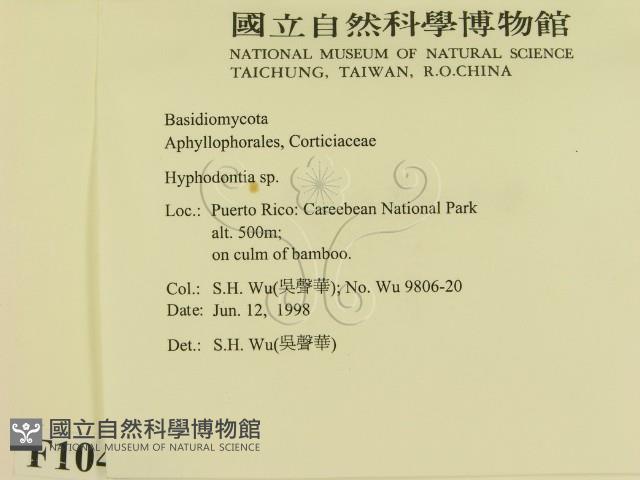 國立自然科學博物館
NATIONAL MUSEUM OF NATURAL SCIENCE
TAICHUNG, TAIWAN, R.O.CHINA
Basidiomycota
Aphyllophorales, Corticiaceae
Hyphodontia sp.
Loc.: Puerto Rico: Careebean National Park
alt. 500m;
on culm of bamboo.
Col.: S.H. Wu(吳聲華); No. Wu 9806-20
Date: Jun. 12, 1998
Det.: S.H. Wu(吳聲華)
國立自然科學博物館
NATIONAL MUSEUM OF NATURAL SCIENCE
F104